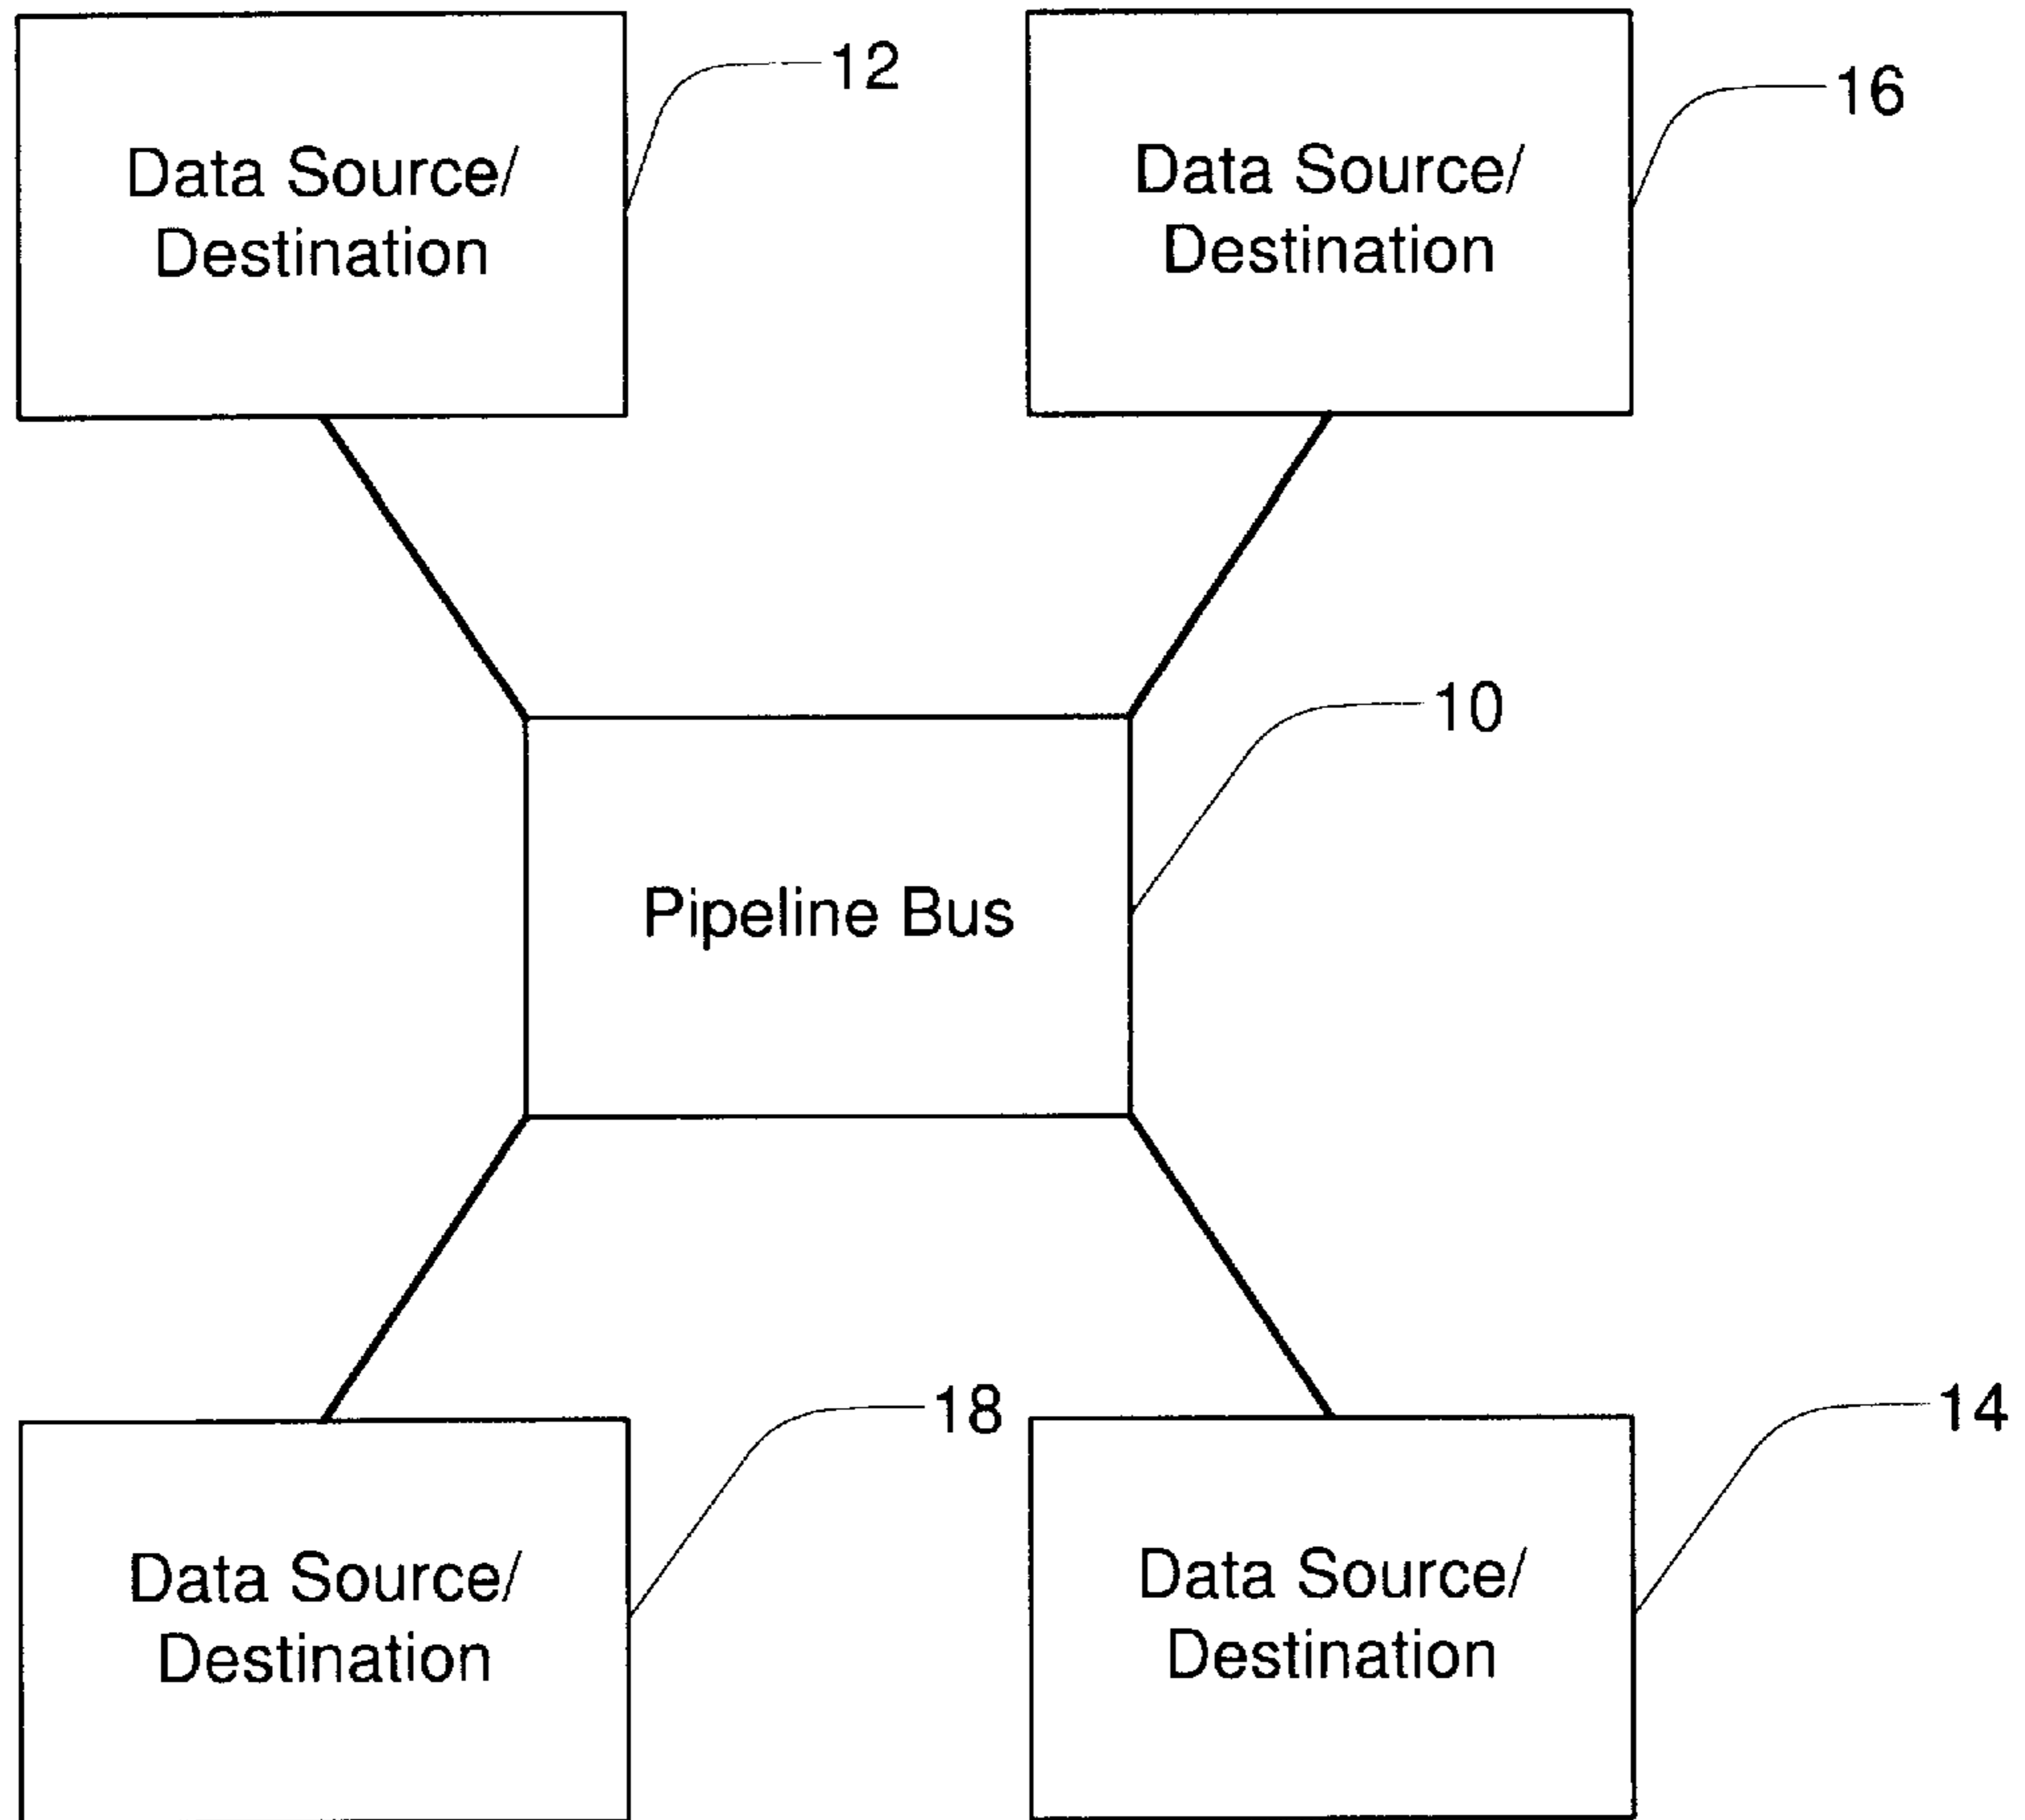 12
16
Data Source/
Destination
Data Source/
Destination
10
Pipeline Bus
18
14
Data Source/
Destination
Data Source/
Destination